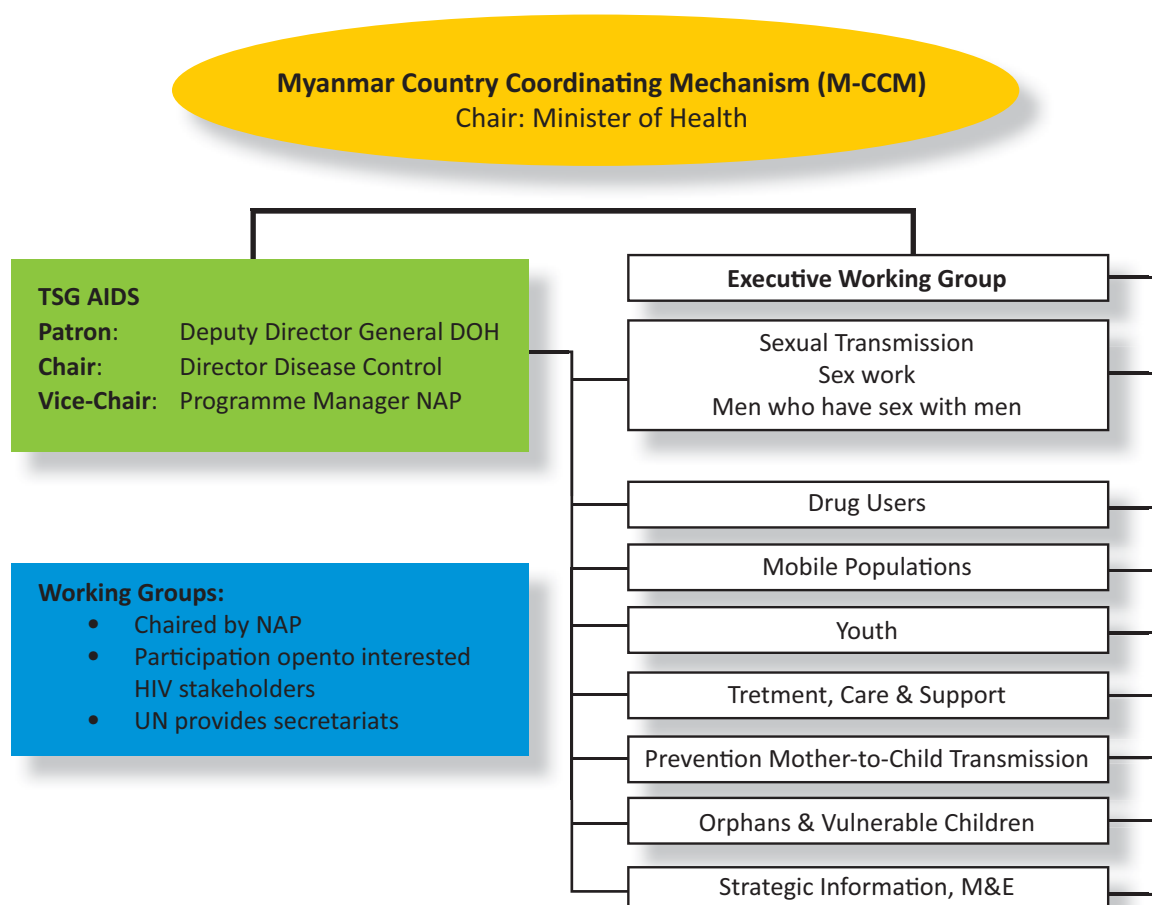 Myanmar Country Coordinating Mechanism (M-CCM)
Chair: Minister of Health
TSG AIDS
Patron: Deputy Director General DOH
Chair: Director Disease Control
Vice-Chair: Programme Manager NAP
Working Groups:
• Chaired by NAP
• Participation opento interested
HIV stakeholders
• UN provides secretariats
Executive Working Group
Sexual Transmission
Sex work
Men who have sex with men
Drug Users
Mobile Populations
Youth
Tretment, Care & Support
Prevention Mother-to-Child Transmission
Orphans & Vulnerable Children
Strategic Information, M&E